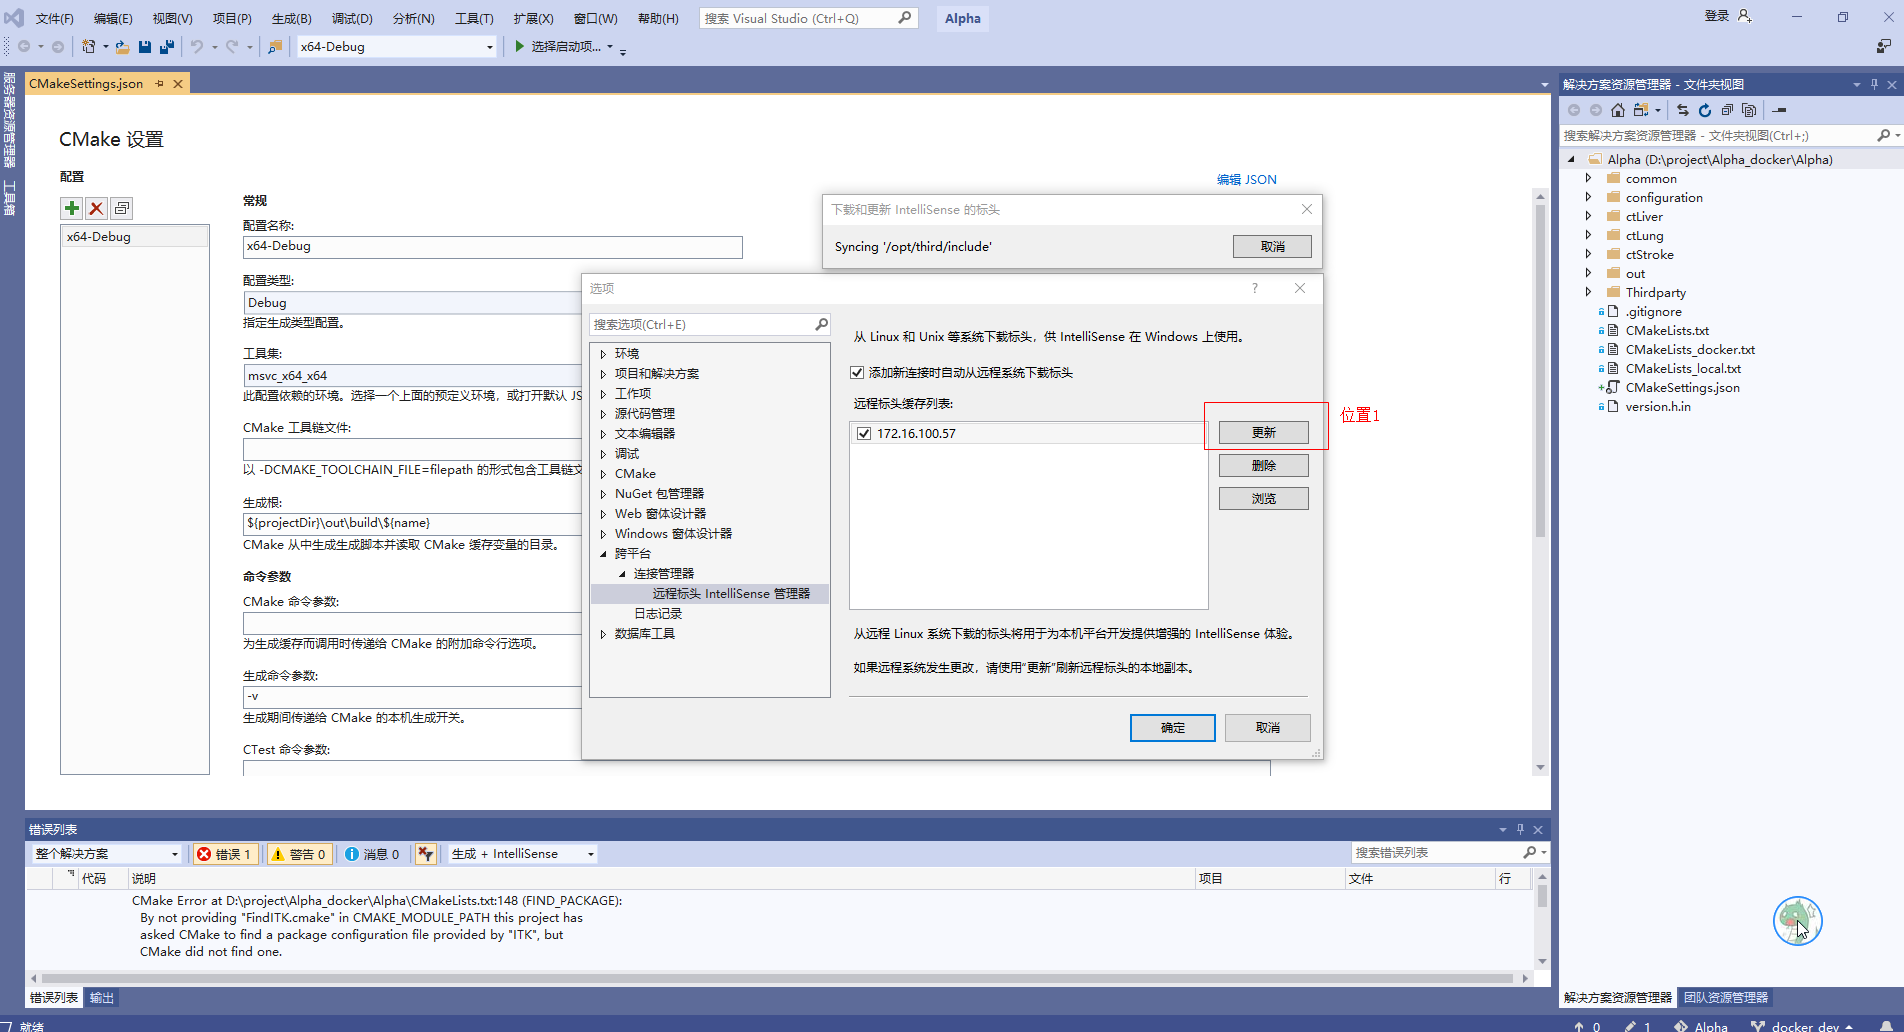 文件(F) 编辑(E) 视图(V) 项目(P) 生成(B) 调试(D) 分析(N) 工具(T) 扩展(X) 窗口(W) 帮助(H) 搜索 Visual Studio (Ctrl+Q) Alpha 登录
x64-Debug 选择启动项...
服务器资源管理器
工具箱
CMakeSettings.json
CMake 设置
配置
编辑 JSON
x64-Debug
常规
配置名称:
x64-Debug
配置类型:
Debug
指定生成类型配置。
工具集:
msvc_x64_x64
此配置依赖的环境。选择一个上面的预定义环境，或打开默认 JS
CMake 工具链文件:
以 -DCMAKE_TOOLCHAIN_FILE=filepath 的形式包含工具链文
生成根:
${projectDir}\out\build\${name}
CMake 从中生成生成脚本并读取 CMake 缓存变量的目录。
命令参数
CMake 命令参数:
为生成缓存而调用时传递给 CMake 的附加命令行选项。
生成命令参数:
-v
生成期间传递给 CMake 的本机生成开关。
CTest 命令参数:
下载和更新 IntelliSense 的标头
Syncing '/opt/third/include'
取消
选项
?
搜索选项(Ctrl+E)
环境
项目和解决方案
工作项
源代码管理
文本编辑器
调试
CMake
NuGet 包管理器
Web 窗体设计器
Windows 窗体设计器
跨平台
连接管理器
远程标头 IntelliSense 管理器
日志记录
数据库工具
从 Linux 和 Unix 等系统下载标头，供 IntelliSense 在 Windows 上使用。
添加新连接时自动从远程系统下载标头
远程标头缓存列表:
172.16.100.57
更新
位置1
删除
浏览
从远程 Linux 系统下载的标头将用于为本机平台开发提供增强的 IntelliSense 体验。
如果远程系统发生更改，请使用“更新”刷新远程标头的本地副本。
确定
取消
解决方案资源管理器 - 文件夹视图
搜索解决方案资源管理器 - 文件夹视图(Ctrl+;)
Alpha (D:\project\Alpha_docker\Alpha)
common
configuration
ctLiver
ctLung
ctStroke
out
Thirdparty
.gitignore
CMakeLists.txt
CMakeLists_docker.txt
CMakeLists_local.txt
CMakeSettings.json
version.h.in
错误列表
整个解决方案 错误 1 警告 0 消息 0 生成 + IntelliSense 搜索错误列表
代码 说明 项目 文件 行
CMake Error at D:\project\Alpha_docker\Alpha\CMakeLists.txt:148 (FIND_PACKAGE):
By not providing "FindITK.cmake" in CMAKE_MODULE_PATH this project has
asked CMake to find a package configuration file provided by "ITK", but
CMake did not find one.
错误列表 输出
解决方案资源管理器 团队资源管理器
就绪 0 1 Alpha docker_dev